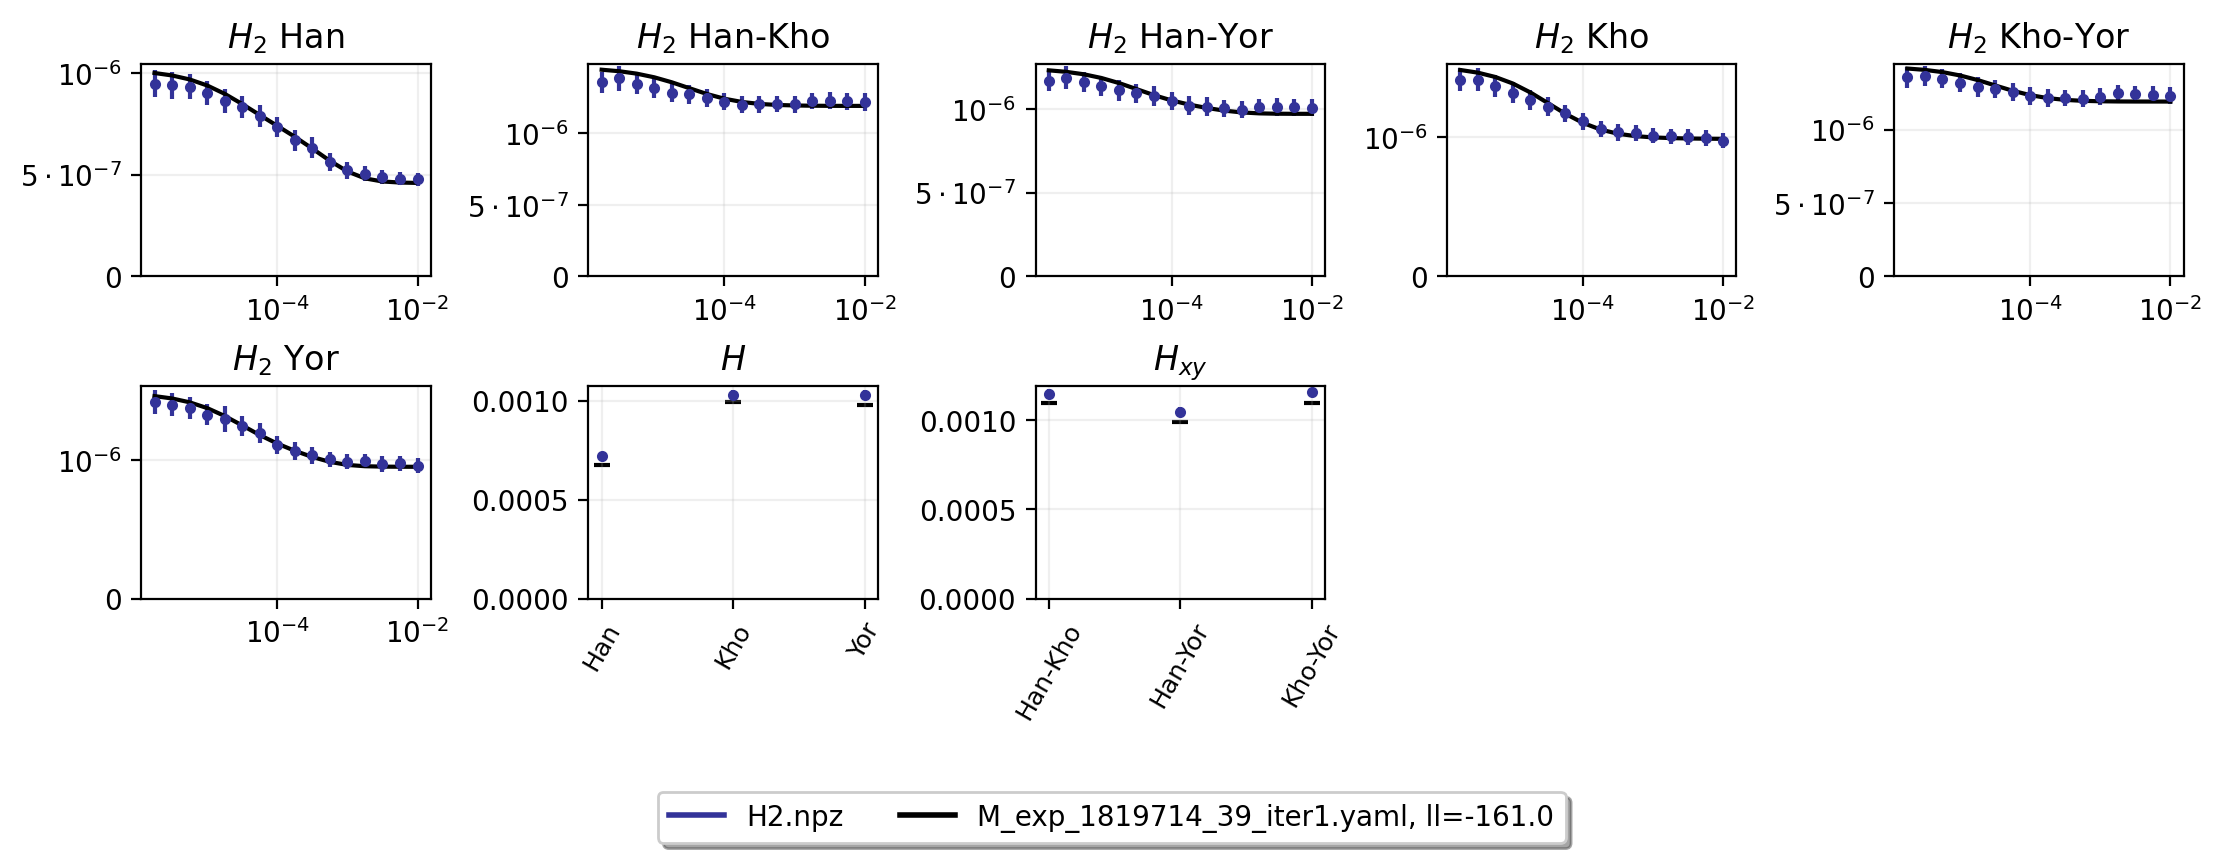 H₂ Han
H₂ Han-Kho
H₂ Han-Yor
H₂ Kho
H₂ Kho-Yor
10⁻⁶
5·10⁻⁷
0
10⁻⁴
10⁻²
10⁻⁶
5·10⁻⁷
0
10⁻⁴
10⁻²
10⁻⁶
5·10⁻⁷
0
10⁻⁴
10⁻²
10⁻⁶
0
10⁻⁴
10⁻²
10⁻⁶
5·10⁻⁷
0
10⁻⁴
10⁻²
H₂ Yor
H
Hxy
10⁻⁶
0
10⁻⁴
10⁻²
0.0010
0.0005
0.0000
Han
Kho
Yor
0.0010
0.0005
0.0000
Han-Kho
Han-Yor
Kho-Yor
H2.npz
M_exp_1819714_39_iter1.yaml, ll=-161.0